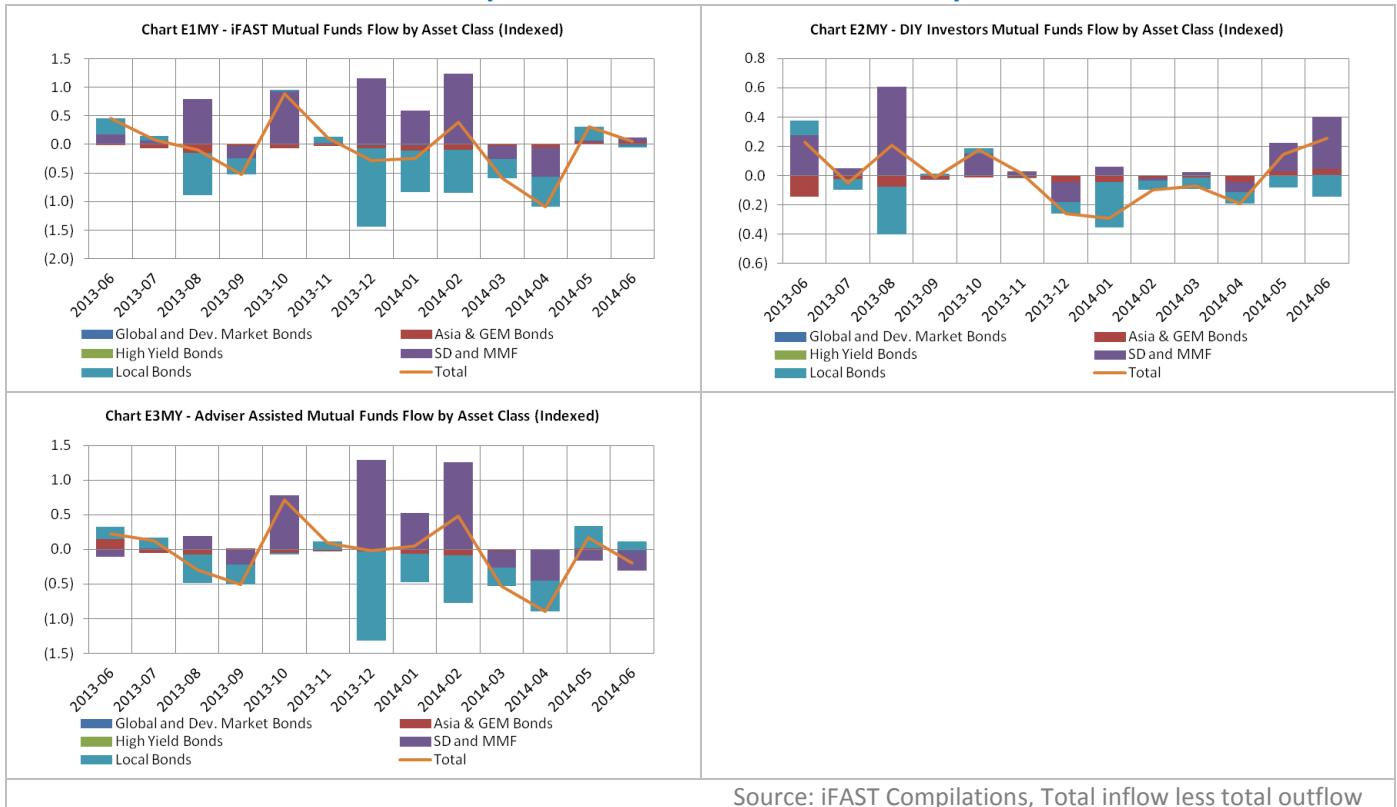 Chart E1MY - iFAST Mutual Funds Flow by Asset Class (Indexed)
1.5
1.0
0.5
0.0
(0.5)
(1.0)
(1.5)
(2.0)
2013-06 2013-07 2013-08 2013-09 2013-10 2013-11 2013-12 2014-01 2014-02 2014-03 2014-04 2014-05 2014-06
Global and Dev. Market Bonds Asia & GEM Bonds
High Yield Bonds SD and MMF
Local Bonds Total
Chart E2MY - DIY Investors Mutual Funds Flow by Asset Class (Indexed)
0.8
0.6
0.4
0.2
0.0
(0.2)
(0.4)
(0.6)
2013-06 2013-07 2013-08 2013-09 2013-10 2013-11 2013-12 2014-01 2014-02 2014-03 2014-04 2014-05 2014-06
Global and Dev. Market Bonds Asia & GEM Bonds
High Yield Bonds SD and MMF
Local Bonds Total
Chart E3MY - Adviser Assisted Mutual Funds Flow by Asset Class (Indexed)
1.5
1.0
0.5
0.0
(0.5)
(1.0)
(1.5)
2013-06 2013-07 2013-08 2013-09 2013-10 2013-11 2013-12 2014-01 2014-02 2014-03 2014-04 2014-05 2014-06
Global and Dev. Market Bonds Asia & GEM Bonds
High Yield Bonds SD and MMF
Local Bonds Total
Source: iFAST Compilations, Total inflow less total outflow